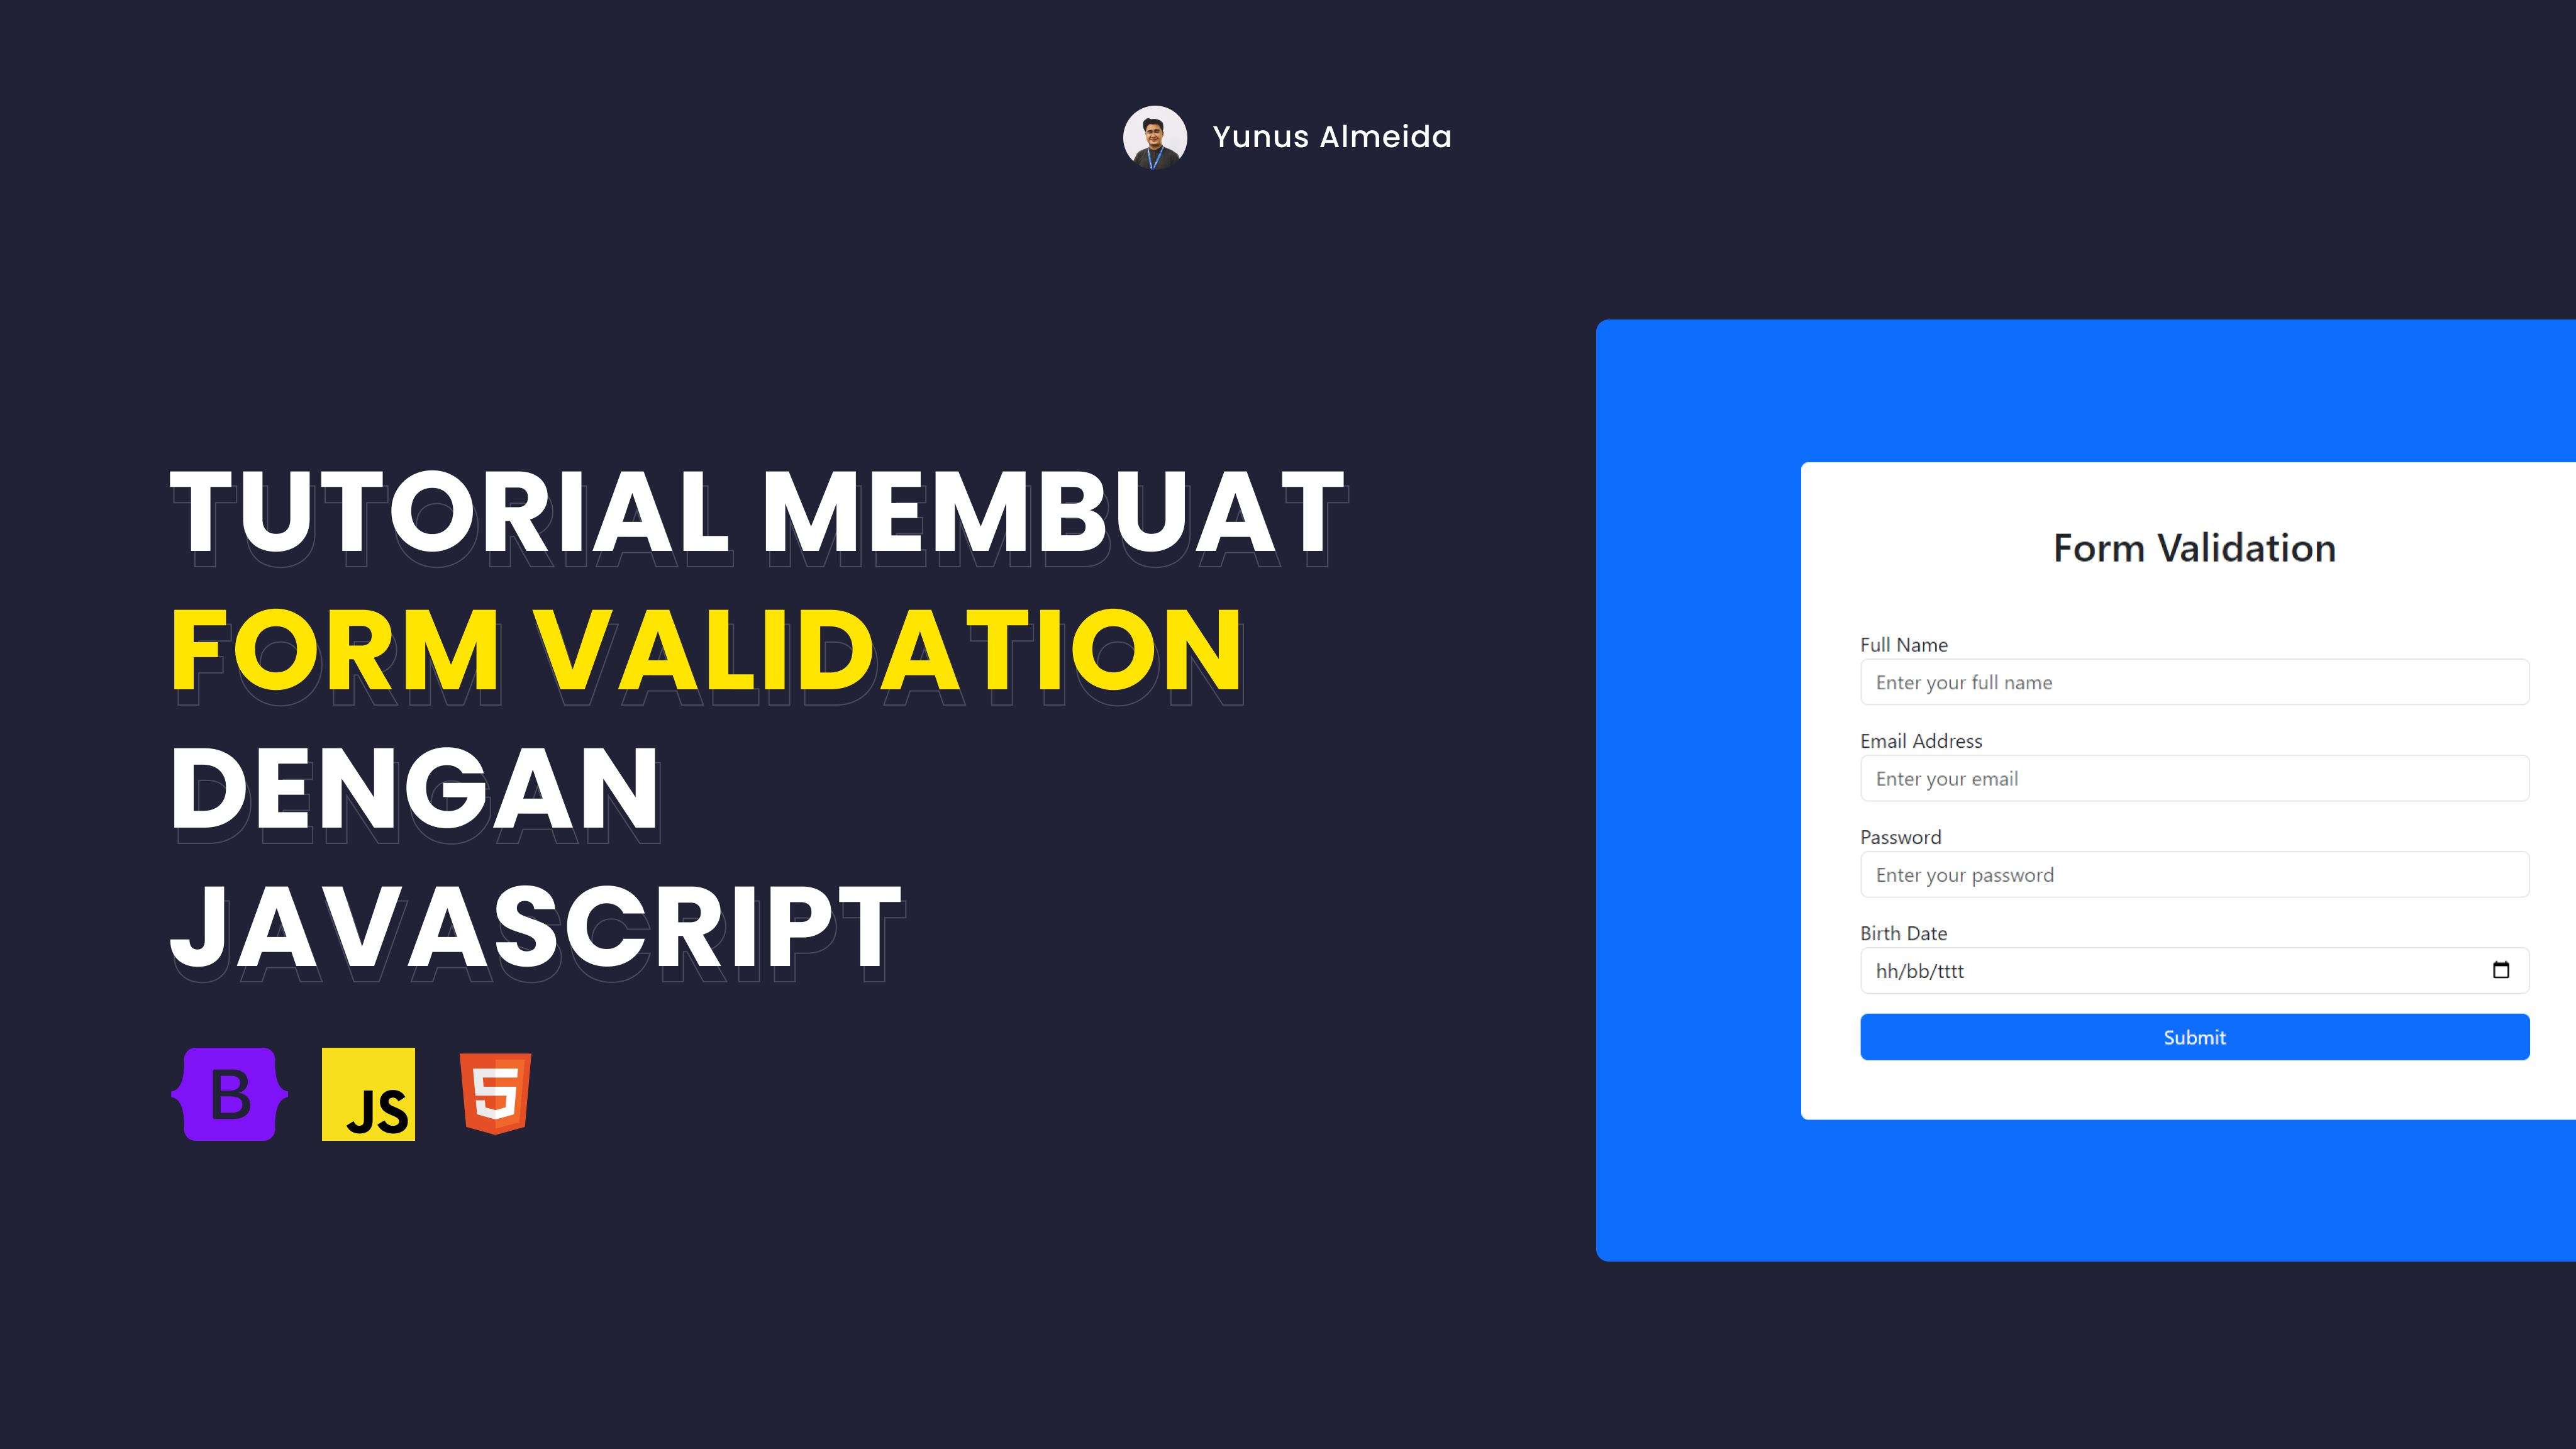 Yunus Almeida
TUTORIAL MEMBUAT
FORM VALIDATION
DENGAN
JAVASCRIPT
B
JS
5
Form Validation
Full Name
Enter your full name
Email Address
Enter your email
Password
Enter your password
Birth Date
hh/bb/tttt
Submit